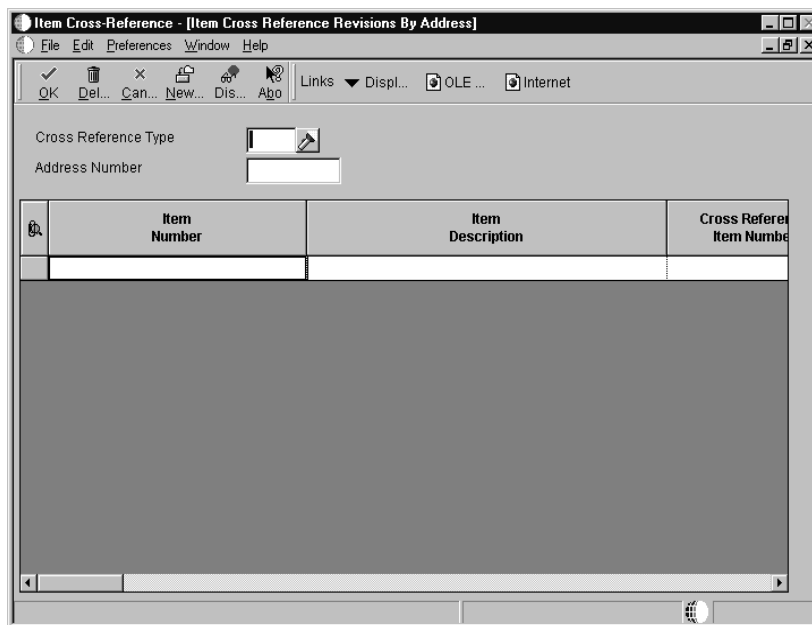 Item Cross-Reference - [Item Cross Reference Revisions By Address]
File Edit Preferences Window Help
OK Del... Can... New... Dis... Abo Links Displ... OLE ... Internet
Cross Reference Type
Address Number
Item Number
Item Description
Cross Referen
Item Numbe